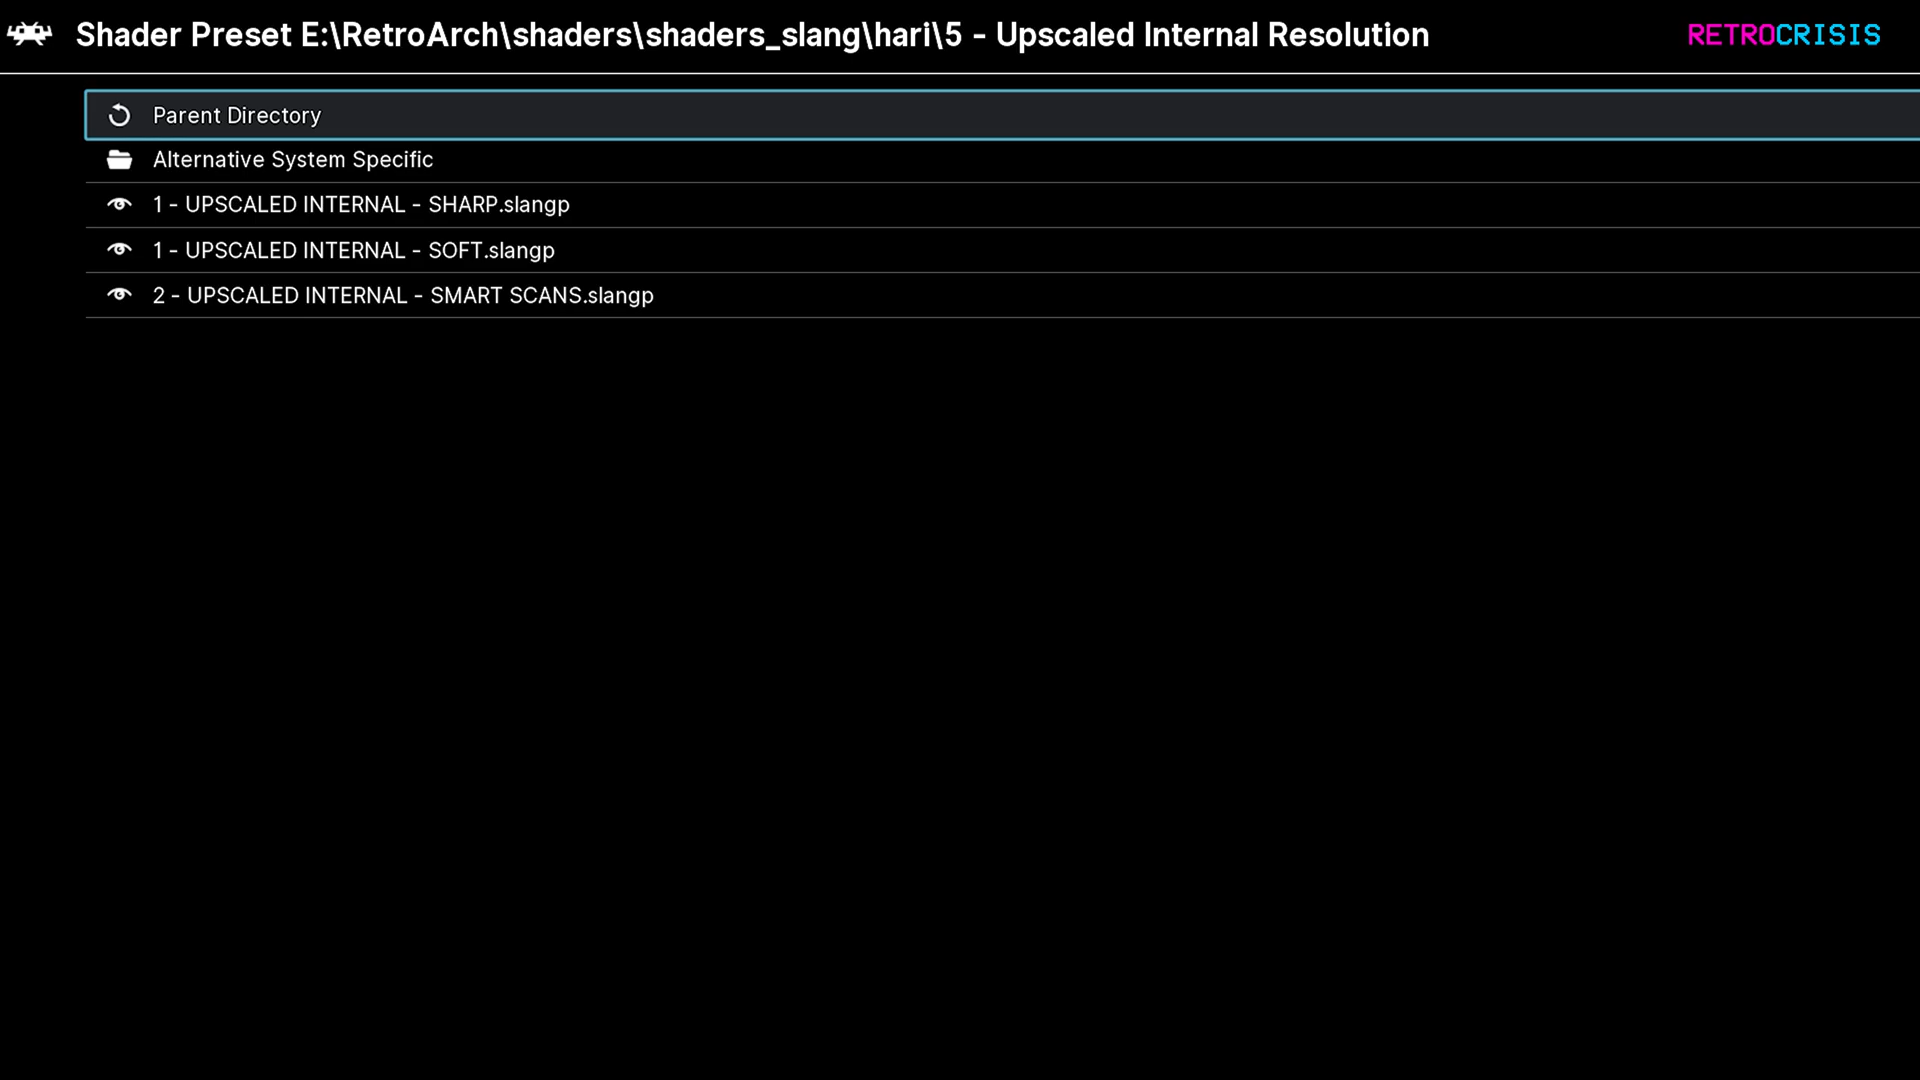 Shader Preset E:\RetroArch\shaders\shaders_slang\hari\5 - Upscaled Internal Resolution
RETROCRISIS
Parent Directory
Alternative System Specific
1 - UPSCALED INTERNAL - SHARP.slangp
1 - UPSCALED INTERNAL - SOFT.slangp
2 - UPSCALED INTERNAL - SMART SCANS.slangp